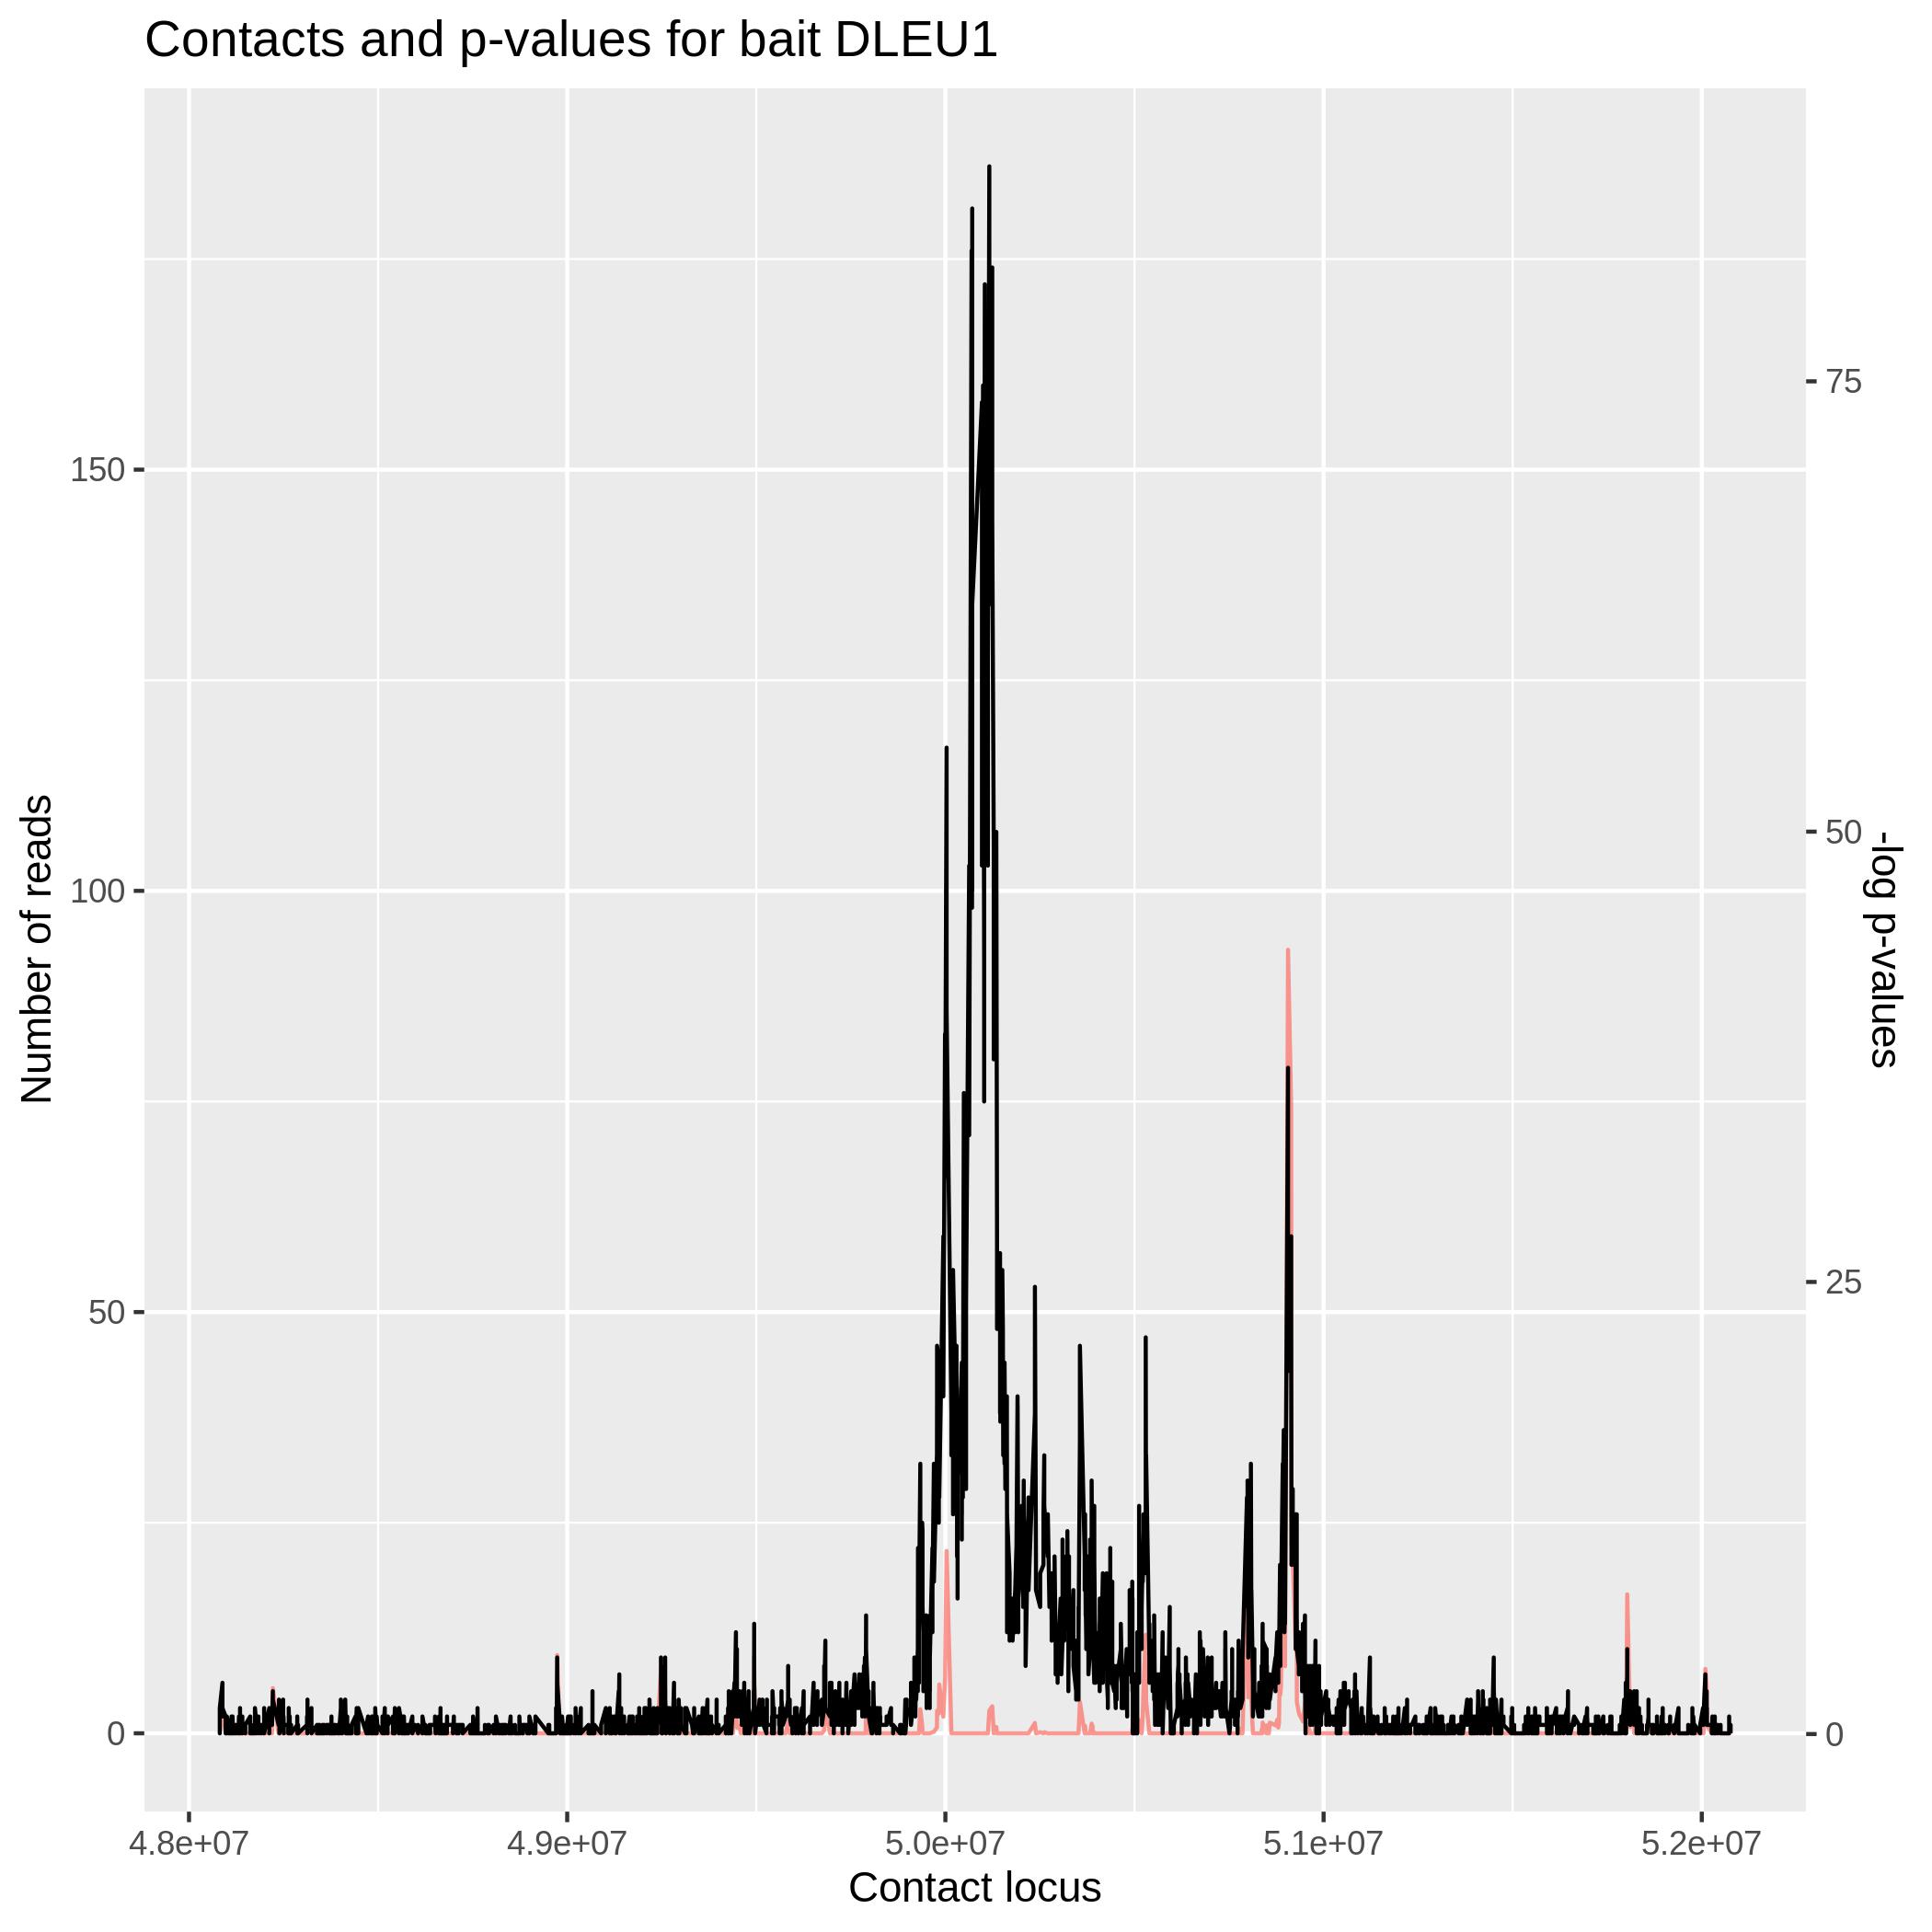 Contacts and p-values for bait DLEU1
Number of reads
150
100
50
0
75
50
25
0
-log p-values
4.8e+07 4.9e+07 5.0e+07 5.1e+07 5.2e+07
Contact locus